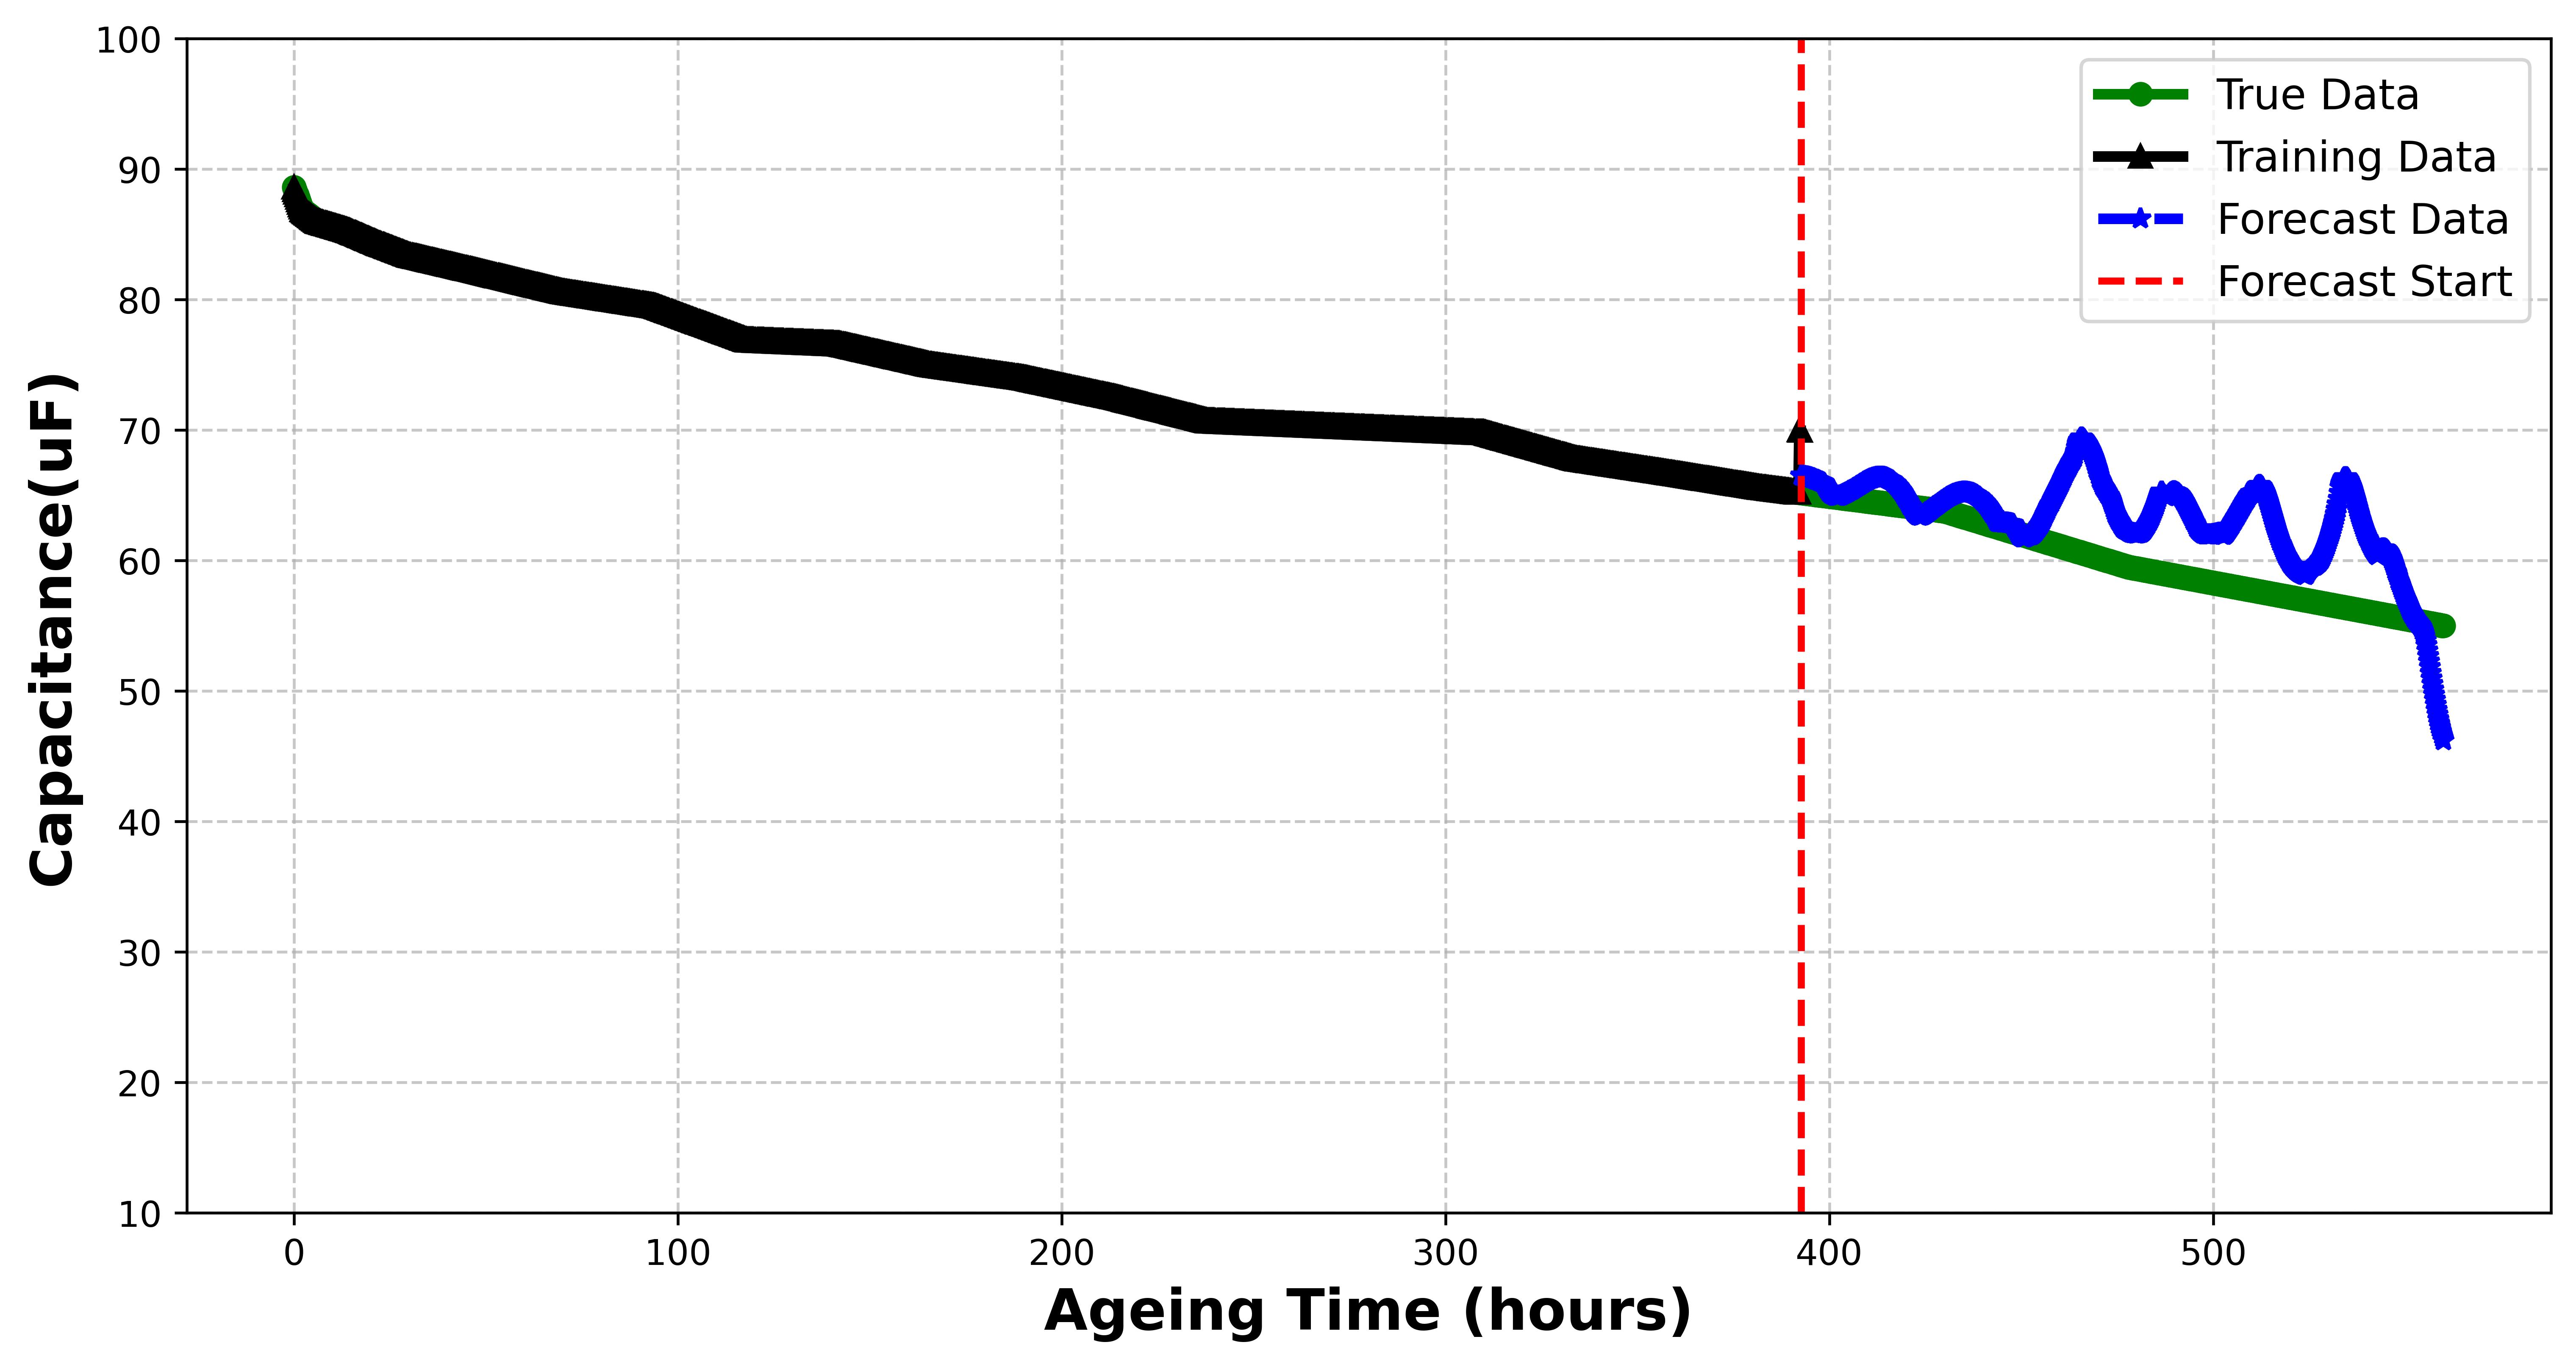 100
90
80
70
60
50
40
30
20
10
Capacitance(uF)
True Data
Training Data
Forecast Data
Forecast Start
0 100 200 300 400 500
Ageing Time (hours)